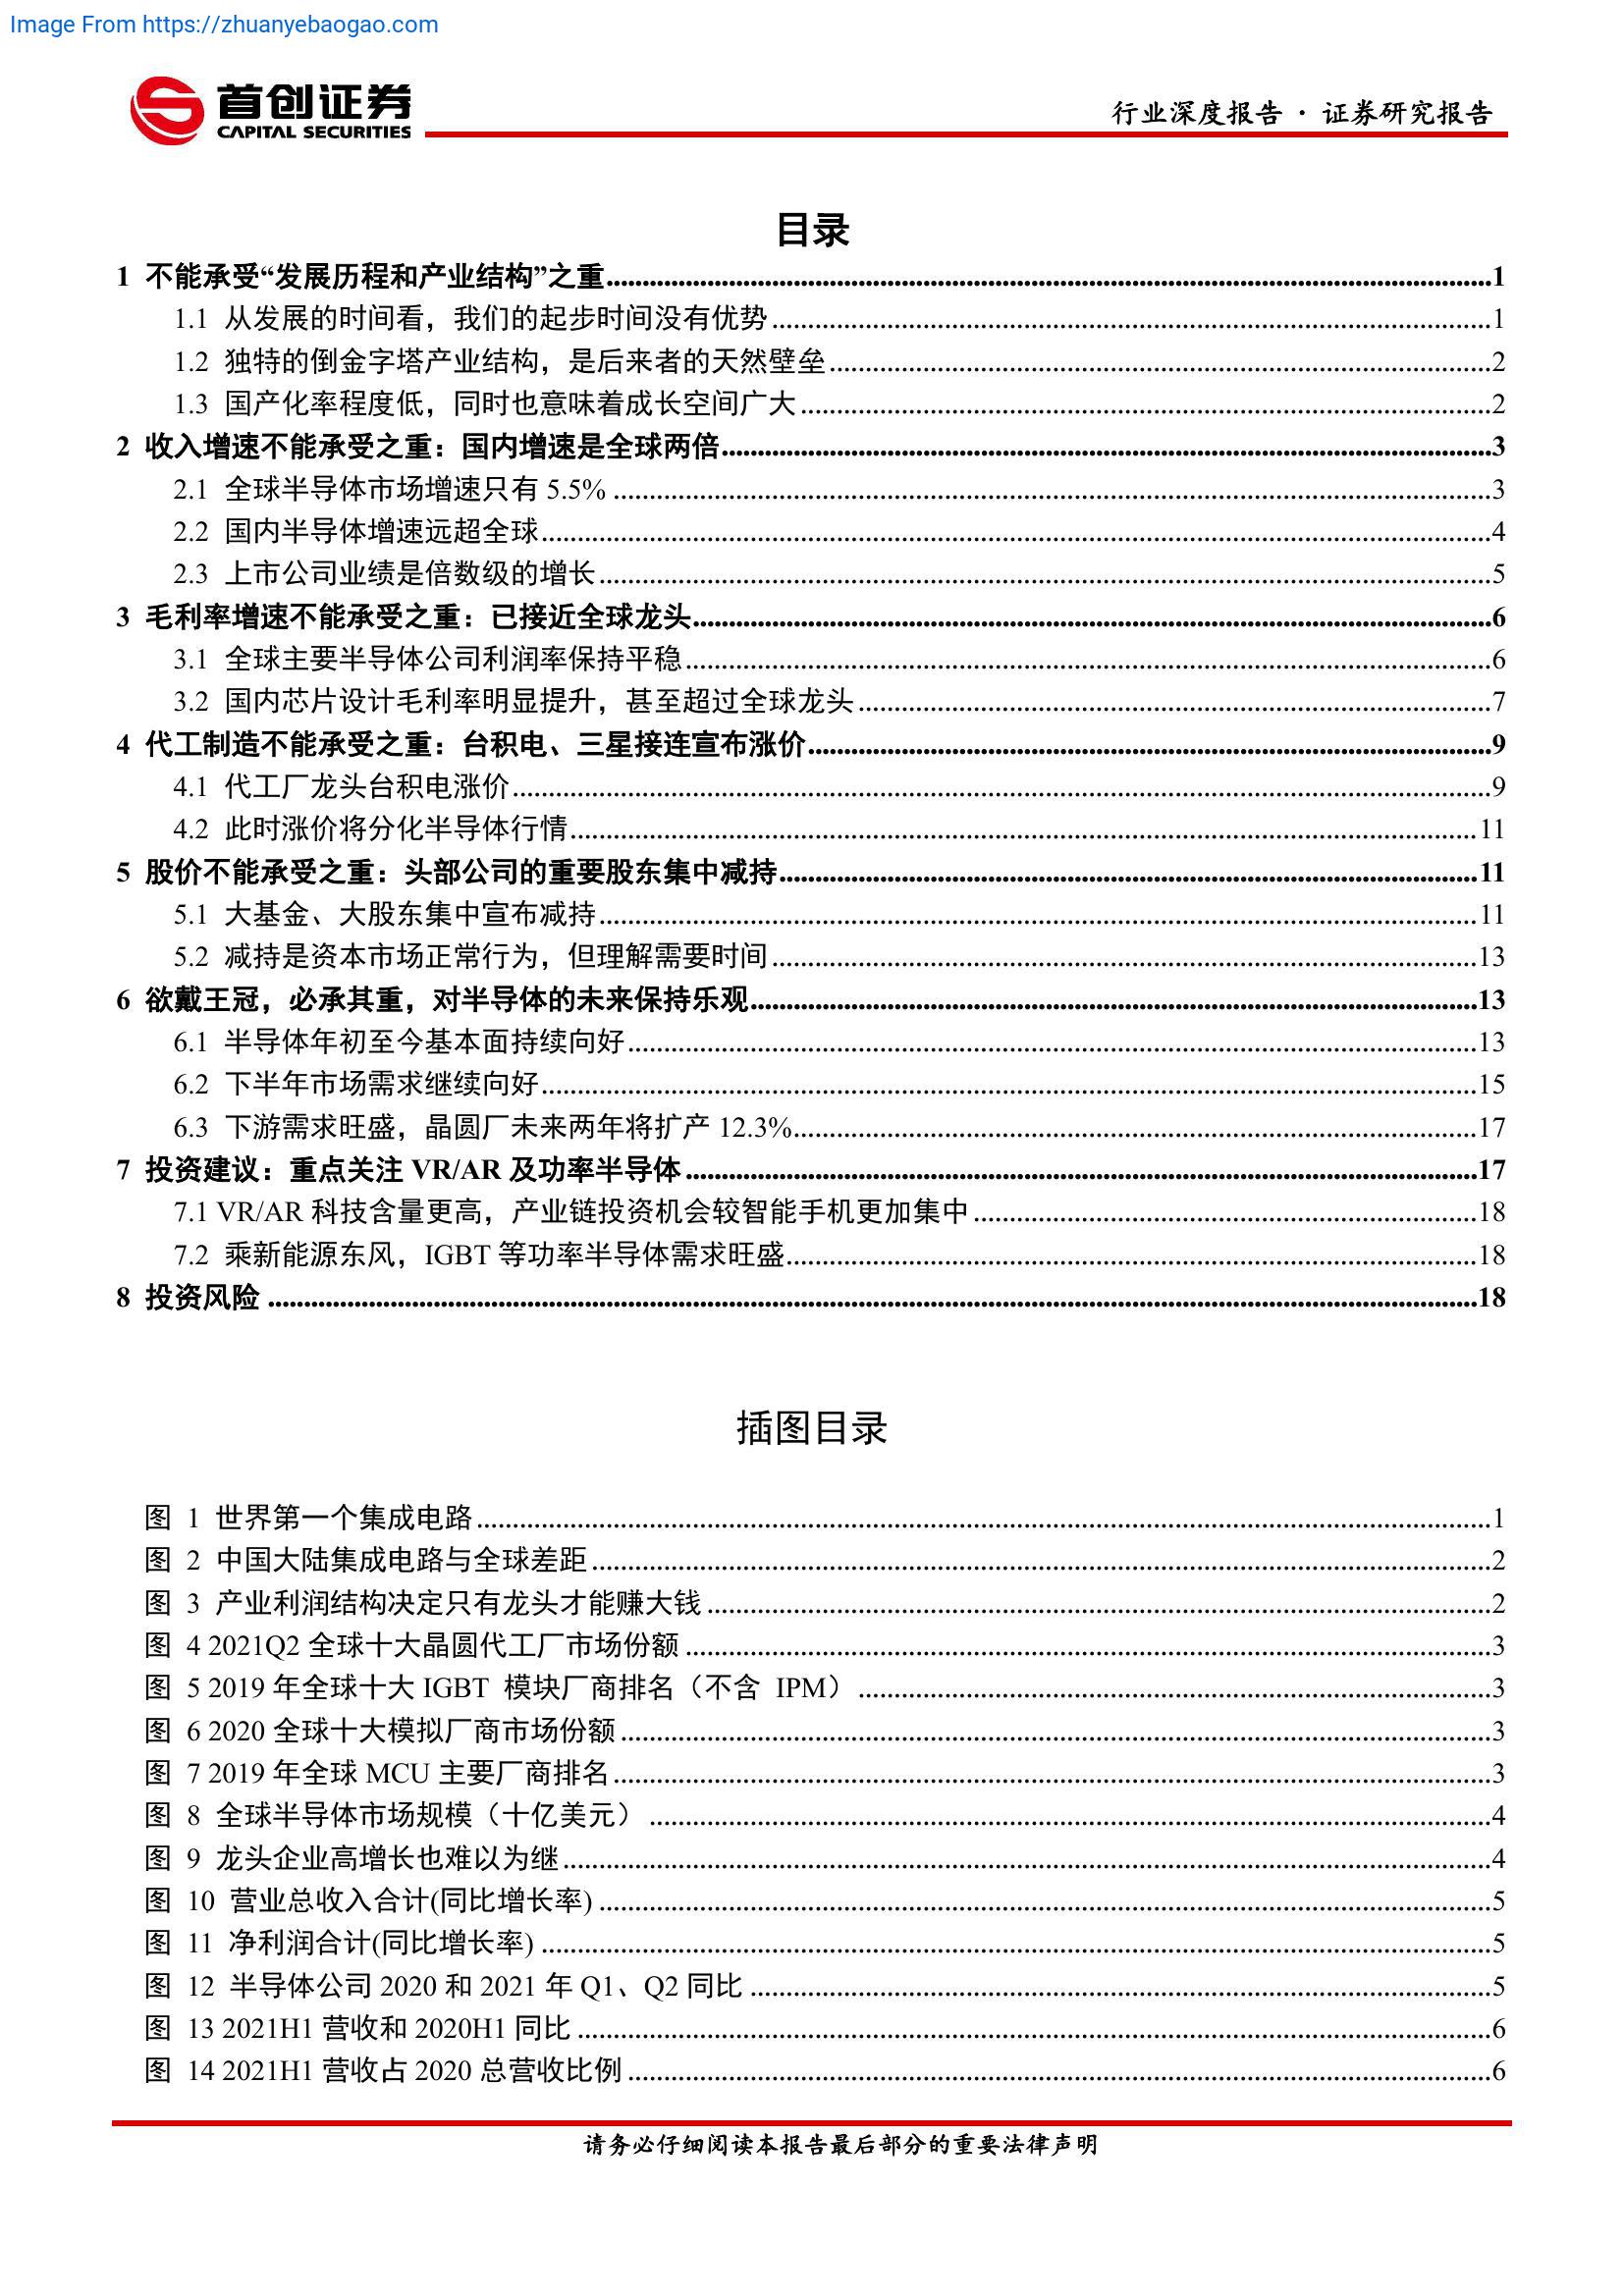 Image From https://zhuanyebaogao.com
首创证券
CAPITAL SECURITIES
行业深度报告 · 证券研究报告
目录
1 不能承受“发展历程和产业结构”之重1
1.1 从发展的时间看，我们的起步时间没有优势1
1.2 独特的倒金字塔产业结构，是后来者的天然壁垒2
1.3 国产化率程度低，同时也意味着成长空间广大2
2 收入增速不能承受之重：国内增速是全球两倍3
2.1 全球半导体市场增速只有 5.5%3
2.2 国内半导体增速远超全球4
2.3 上市公司业绩是倍数级的增长5
3 毛利率增速不能承受之重：已接近全球龙头6
3.1 全球主要半导体公司利润率保持平稳6
3.2 国内芯片设计毛利率明显提升，甚至超过全球龙头7
4 代工制造不能承受之重：台积电、三星接连宣布涨价9
4.1 代工厂龙头台积电涨价9
4.2 此时涨价将分化半导体行情11
5 股价不能承受之重：头部公司的重要股东集中减持11
5.1 大基金、大股东集中宣布减持11
5.2 减持是资本市场正常行为，但理解需要时间13
6 欲戴王冠，必承其重，对半导体的未来保持乐观13
6.1 半导体年初至今基本面持续向好13
6.2 下半年市场需求继续向好15
6.3 下游需求旺盛，晶圆厂未来两年将扩产 12.3%17
7 投资建议：重点关注 VR/AR 及功率半导体17
7.1 VR/AR 科技含量更高，产业链投资机会较智能手机更加集中18
7.2 乘新能源东风，IGBT 等功率半导体需求旺盛18
8 投资风险18
插图目录
图 1 世界第一个集成电路1
图 2 中国大陆集成电路与全球差距2
图 3 产业利润结构决定只有龙头才能赚大钱2
图 4 2021Q2 全球十大晶圆代工厂市场份额3
图 5 2019 年全球十大 IGBT 模块厂商排名（不含 IPM）3
图 6 2020 全球十大模拟厂商市场份额3
图 7 2019 年全球 MCU 主要厂商排名3
图 8 全球半导体市场规模（十亿美元）4
图 9 龙头企业高增长也难以为继4
图 10 营业总收入合计(同比增长率)5
图 11 净利润合计(同比增长率)5
图 12 半导体公司 2020 和 2021 年 Q1、Q2 同比5
图 13 2021H1 营收和 2020H1 同比6
图 14 2021H1 营收占 2020 总营收比例6
请务必仔细阅读本报告最后部分的重要法律声明